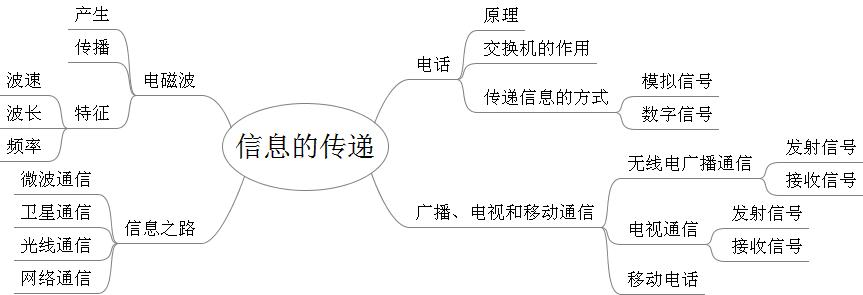 信息的传递
电话
原理
交换机的作用
传递信息的方式
模拟信号
数字信号
广播、电视和移动通信
无线电广播通信
发射信号
接收信号
电视通信
发射信号
接收信号
移动电话
电磁波
产生
传播
特征
波速
波长
频率
信息之路
微波通信
卫星通信
光线通信
网络通信